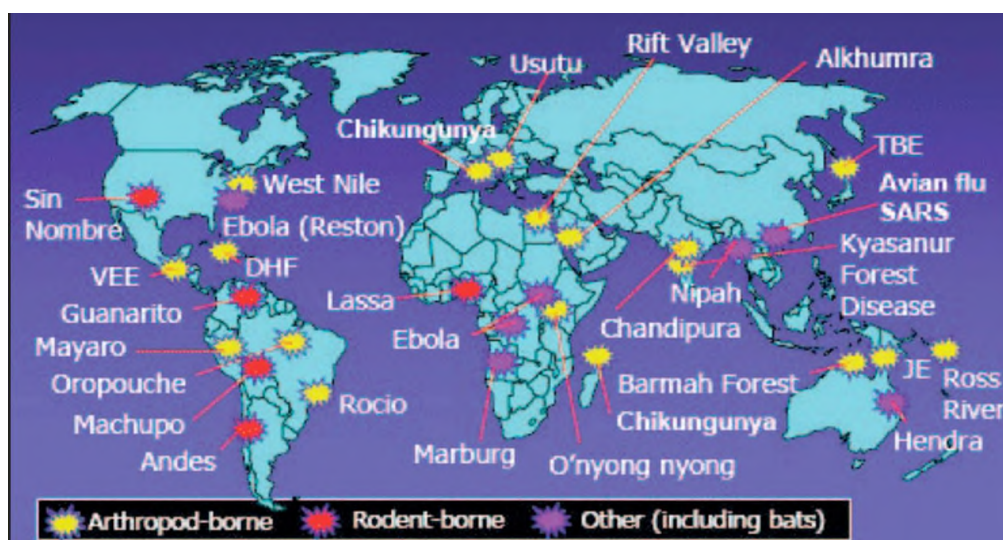 Rift Valley
Usutu
Alkhumra
Chikungunya
TBE
West Nile
Avian flu
SARS
Sin
Nombre
Ebola (Reston)
Kyasanur
Forest
Disease
VEE
DHF
Lassa
Nipah
Guanarito
Chandipura
Ebola
Mayaro
Oropouche
Barmah Forest
JE
Ross
River
Rocio
Machupo
Chikungunya
Hendra
Andes
Marburg
O'nyong nyong
Arthropod-borne
Rodent-borne
Other (including bats)